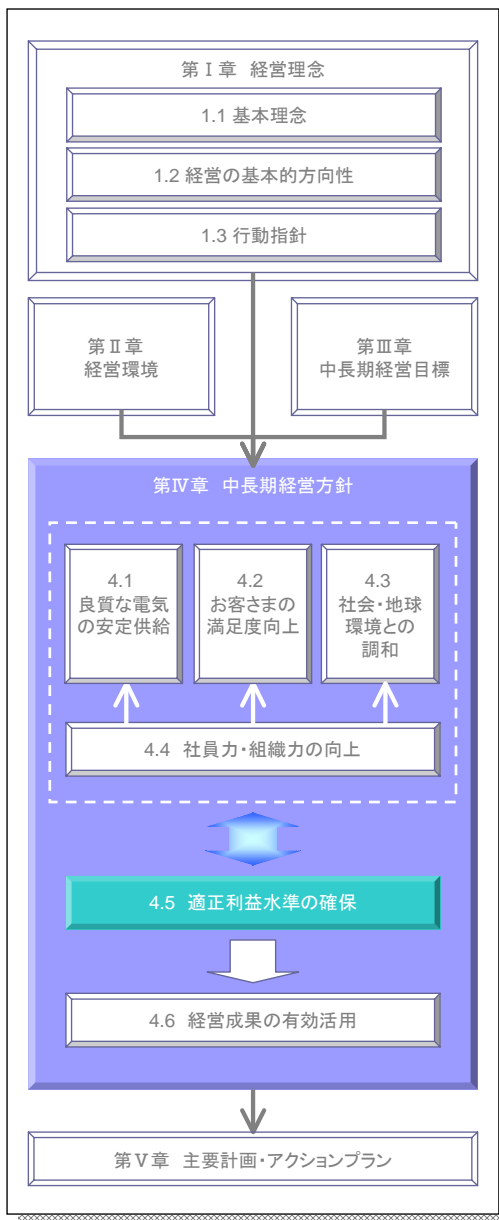 第Ⅰ章 経営理念
1.1 基本理念
1.2 経営の基本的方向性
1.3 行動指針
第Ⅱ章
経営環境
第Ⅲ章
中長期経営目標
第Ⅳ章 中長期経営方針
4.1
良質な電気
の安定供給
4.2
お客さまの
満足度向上
4.3
社会・地球
環境との
調和
4.4 社員力・組織力の向上
4.5 適正利益水準の確保
4.6 経営成果の有効活用
第Ⅴ章 主要計画・アクションプラン